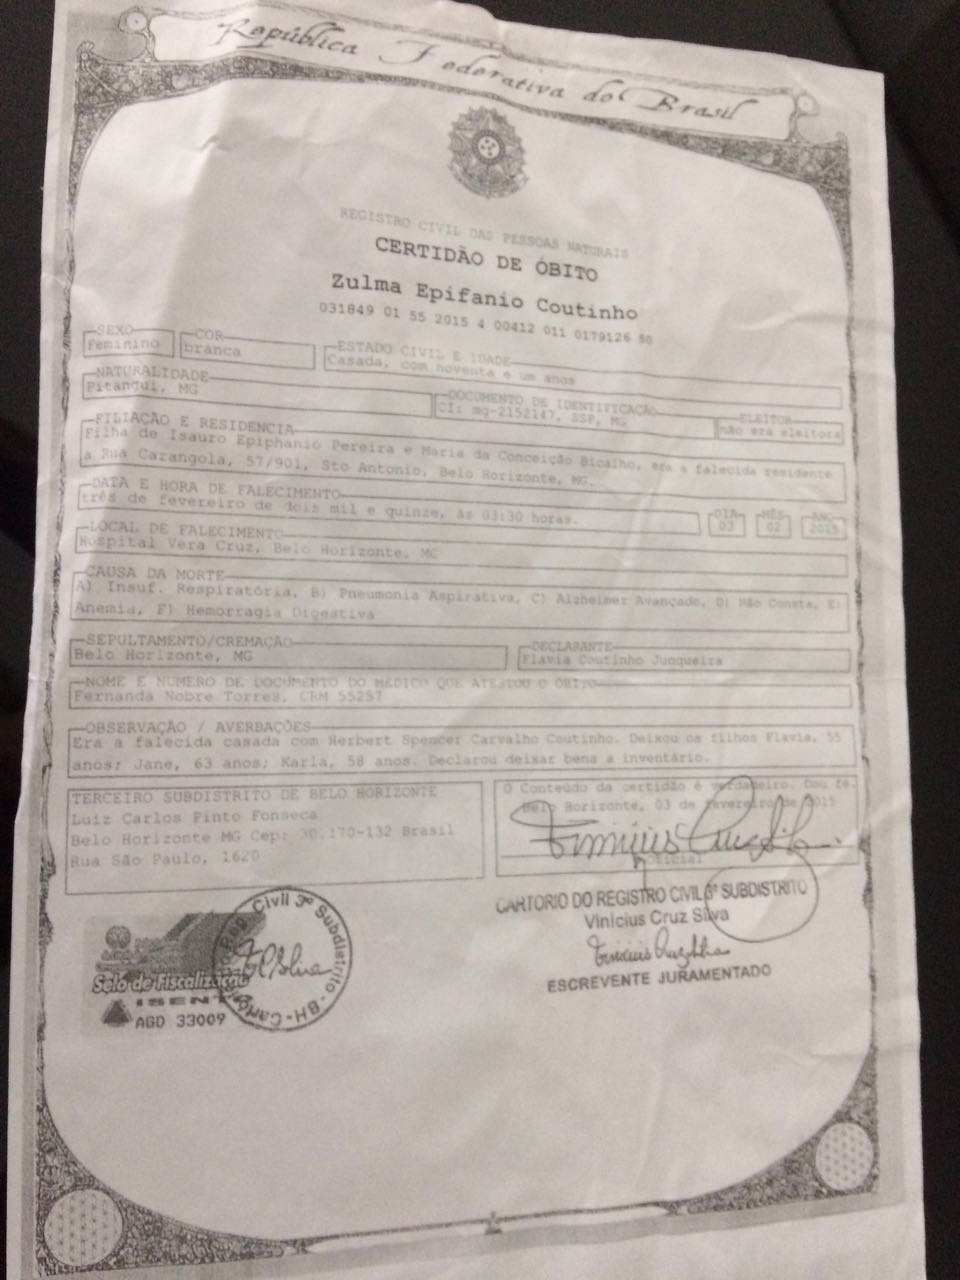 República Federativa do Brasil
REGISTRO CIVIL DAS PESSOAS NATURAIS
CERTIDÃO DE ÓBITO
Zulma Epifanio Coutinho
031849 01 55 2015 4 00412 011 0179126 50
SEXO
Feminino
COR
branca
ESTADO CIVIL E IDADE
Casada, com noventa e um anos
NATURALIDADE
Pitangui, MG
DOCUMENTO DE IDENTIFICAÇÃO
CI: mg-2152147, SSP, MG
ELEITOR
não era eleitora
FILIAÇÃO E RESIDENCIA
Filha de Isauro Epiphanio Pereira e Maria da Conceição Bicalho, era a falecida residente
a Rua Carangola, 57/901, Sto Antonio, Belo Horizonte, MG.
DATA E HORA DE FALECIMENTO
três de fevereiro de dois mil e quinze, às 03:30 horas.
DIA
03
MÊS
02
ANO
2015
LOCAL DE FALECIMENTO
Hospital Vera Cruz, Belo Horizonte, MG
CAUSA DA MORTE
A) Insuf. Respiratória, B) Pneumonia Aspirativa, C) Alzheimer Avançado, D) Não Consta, E)
Anemia, F) Hemorragia Digestiva
SEPULTAMENTO/CREMAÇÃO
Belo Horizonte, MG
DECLARANTE
Flavia Coutinho Junqueira
NOME E NUMERO DE DOCUMENTO DO MÉDICO QUE ATESTOU O ÓBITO
Fernanda Nobre Torres, CRM 55257
OBSERVAÇÃO / AVERBAÇÕES
Era a falecida casada com Herbert Spencer Carvalho Coutinho. Deixou os filhos Flavia, 55
anos; Jane, 63 anos; Karla, 58 anos. Declarou deixar bens a inventário.
TERCEIRO SUBDISTRITO DE BELO HORIZONTE
Luiz Carlos Pinto Fonseca
Belo Horizonte MG Cep: 30.170-132 Brasil
Rua São Paulo, 1620
O Conteúdo da certidão é verdadeiro. Dou fé.
Belo Horizonte, 03 de fevereiro de 2015
Oficial
CARTORIO DO REGISTRO CIVIL 3º SUBDISTRITO
Vinícius Cruz Silva
ESCREVENTE JURAMENTADO
Civil 3º Subdistrito - BH
Selo de Fiscalização
ISENTO
AGD 33009